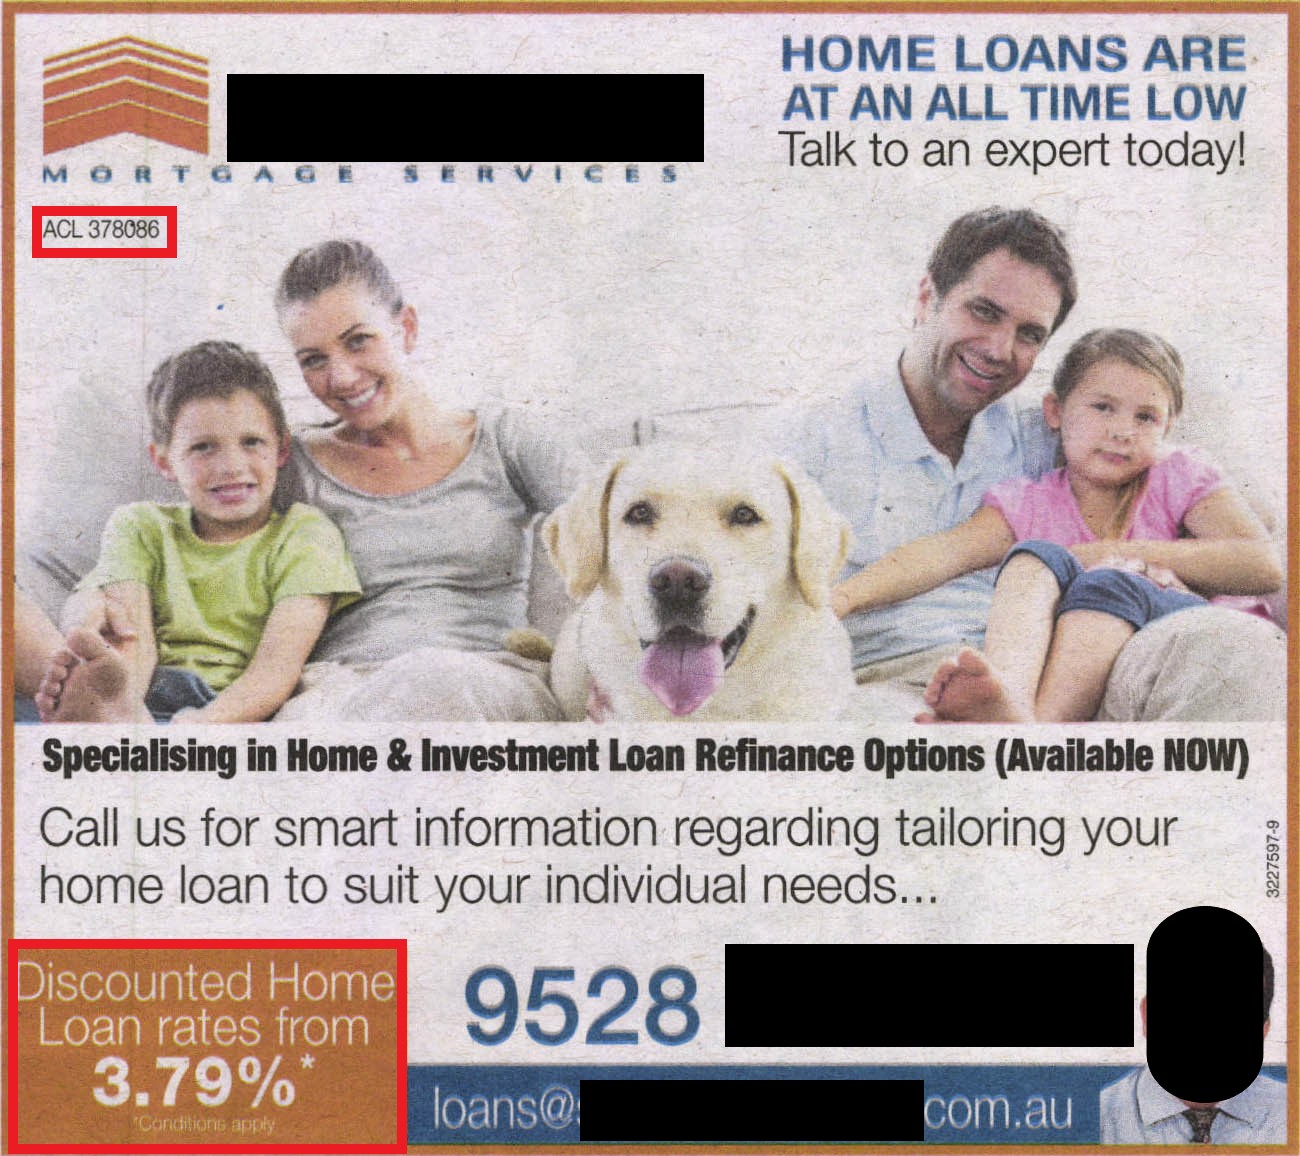 MORTGAGE SERVICES
HOME LOANS ARE
AT AN ALL TIME LOW
Talk to an expert today!
ACL 378086
Specialising in Home & Investment Loan Refinance Options (Available NOW)
Call us for smart information regarding tailoring your
home loan to suit your individual needs...
3227597-9
Discounted Home
Loan rates from
3.79%*
*Conditions apply
9528
loans@
com.au